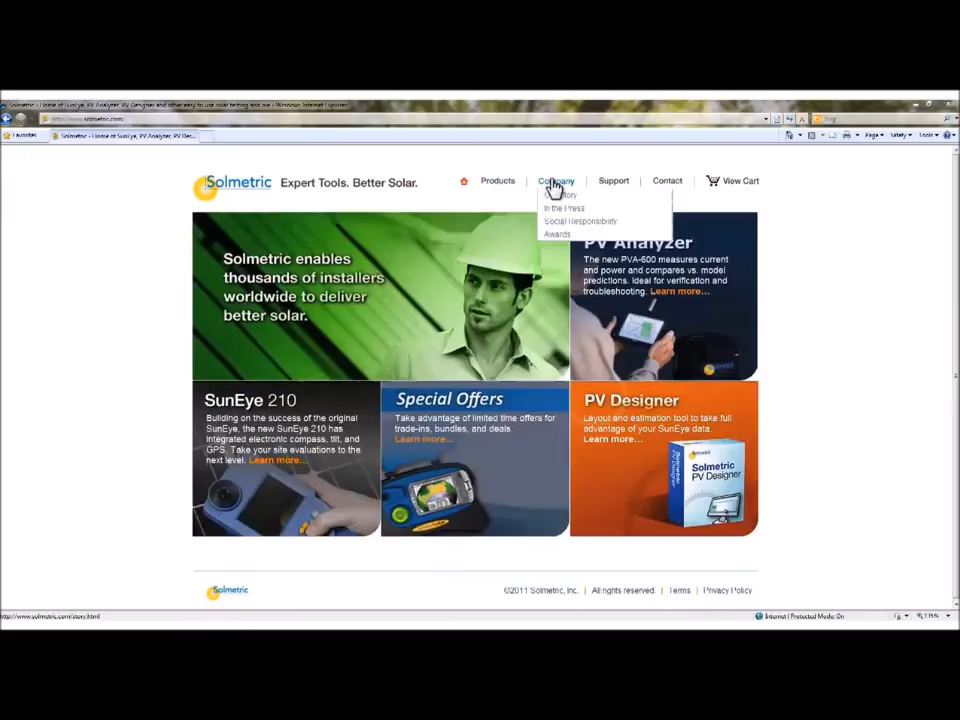 Solmetric - Home of SunEye, PV Analyzer, PV Designer and other easy to use solar testing and me - Windows Internet Explorer
http://www.solmetric.com/
bing
Favorites
Solmetric - Home of SunEye, PV Analyzer, PV Des...
Page
Safety
Tools
Solmetric
Expert Tools. Better Solar.
Products | Company | Support | Contact
View Cart
In the Press
Social Responsibility
Awards
Solmetric enables
thousands of installers
worldwide to deliver
better solar.
PV Analyzer
The new PVA-600 measures current
and power and compares vs. model
predictions. Ideal for verification and
troubleshooting. Learn more...
SunEye 210
Building on the success of the original
SunEye, the new SunEye 210 has
integrated electronic compass, tilt, and
GPS. Take your site evaluations to the
next level. Learn more...
Special Offers
Take advantage of limited time offers for
trade-ins, bundles, and deals.
Learn more...
PV Designer
Layout and estimation tool to take full
advantage of your SunEye data.
Learn more...
Solmetric
Solmetric
PV Designer
Solmetric
©2011 Solmetric, Inc. | All rights reserved. | Terms | Privacy Policy
http://www.solmetric.com/story.html
Internet | Protected Mode: On